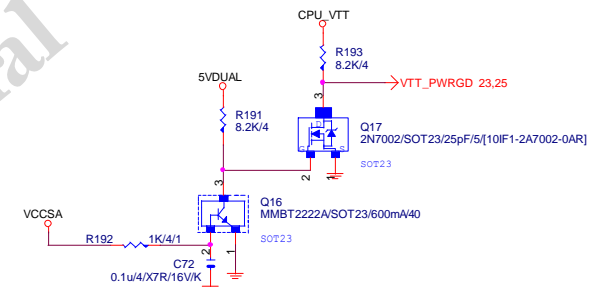 CPU_VTT
R193
8.2K/4
5VDUAL
VTT_PWRGD 23,25
3
R191
8.2K/4
D
Q17
2N7002/SOT23/25pF/5/[10IF1-2A7002-0AR]
G
S
SOT23
2
1
3
Q16
MMBT2222A/SOT23/600mA/40
VCCSA
SOT23
R192
1K/4/1
2
1
C72
0.1u/4/X7R/16V/K